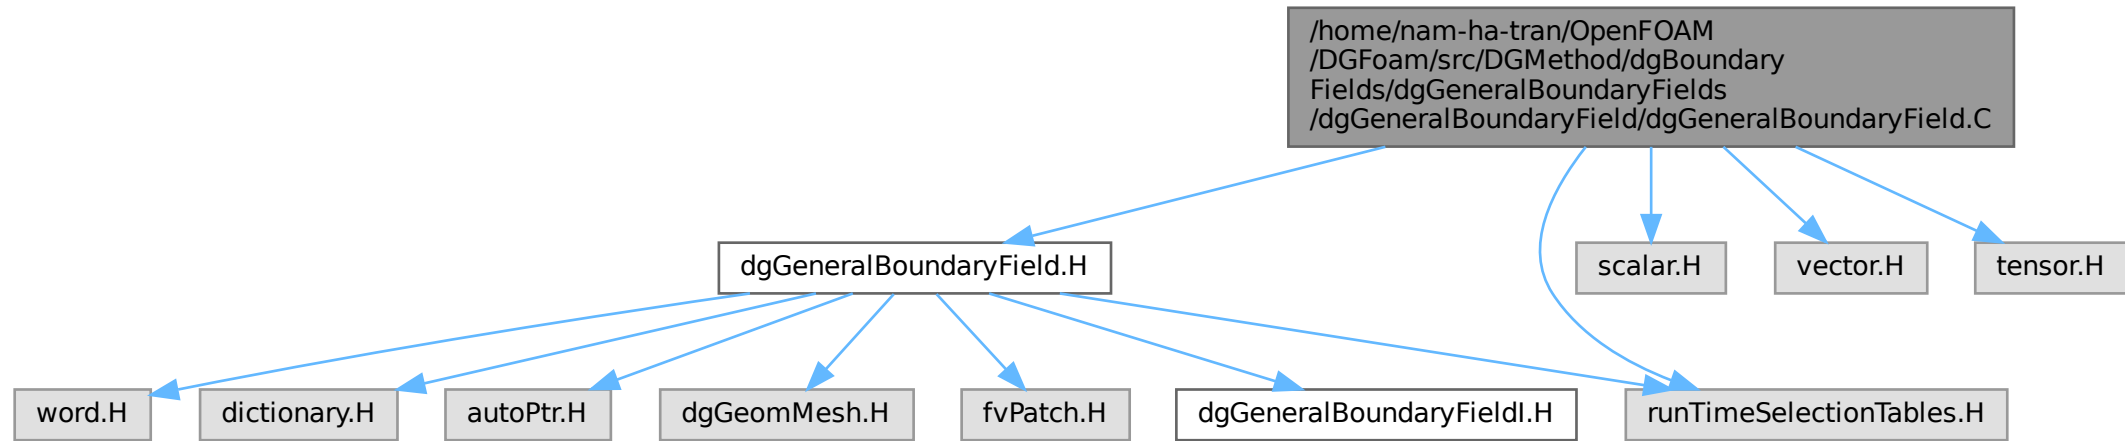 /home/nam-ha-tran/OpenFOAM
/DGFoam/src/DGMethod/dgBoundary
Fields/dgGeneralBoundaryFields
/dgGeneralBoundaryField/dgGeneralBoundaryField.C
dgGeneralBoundaryField.H
scalar.H
vector.H
tensor.H
word.H
dictionary.H
autoPtr.H
dgGeomMesh.H
fvPatch.H
dgGeneralBoundaryFieldI.H
runTimeSelectionTables.H